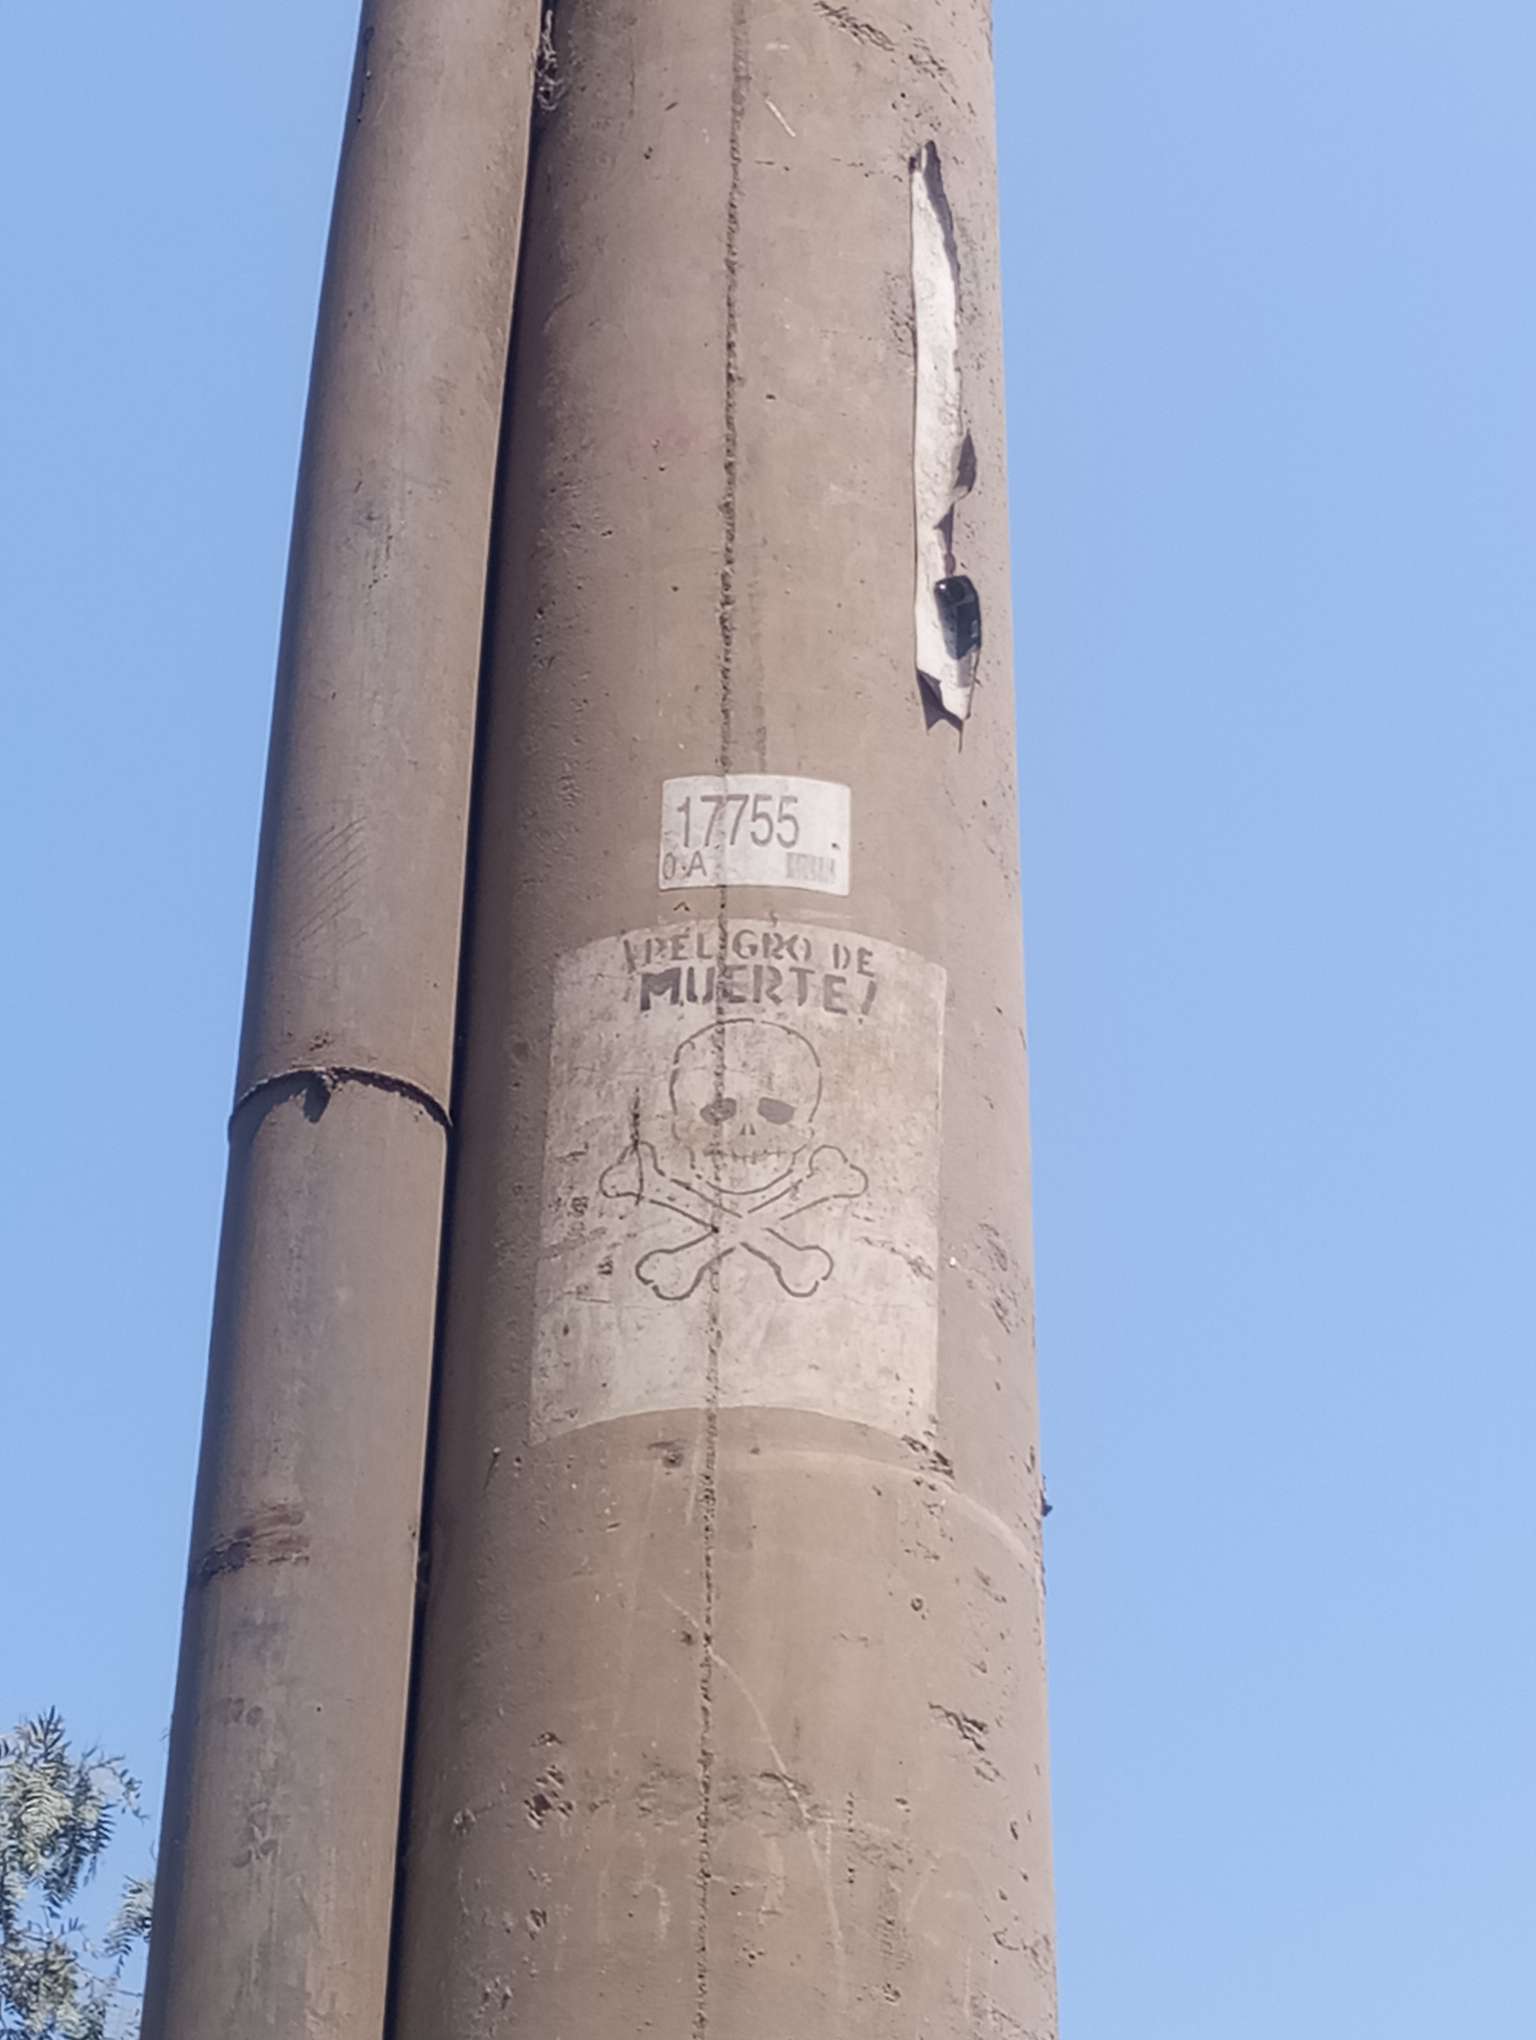 17755
0 A
¡PELIGRO DE
MUERTE!